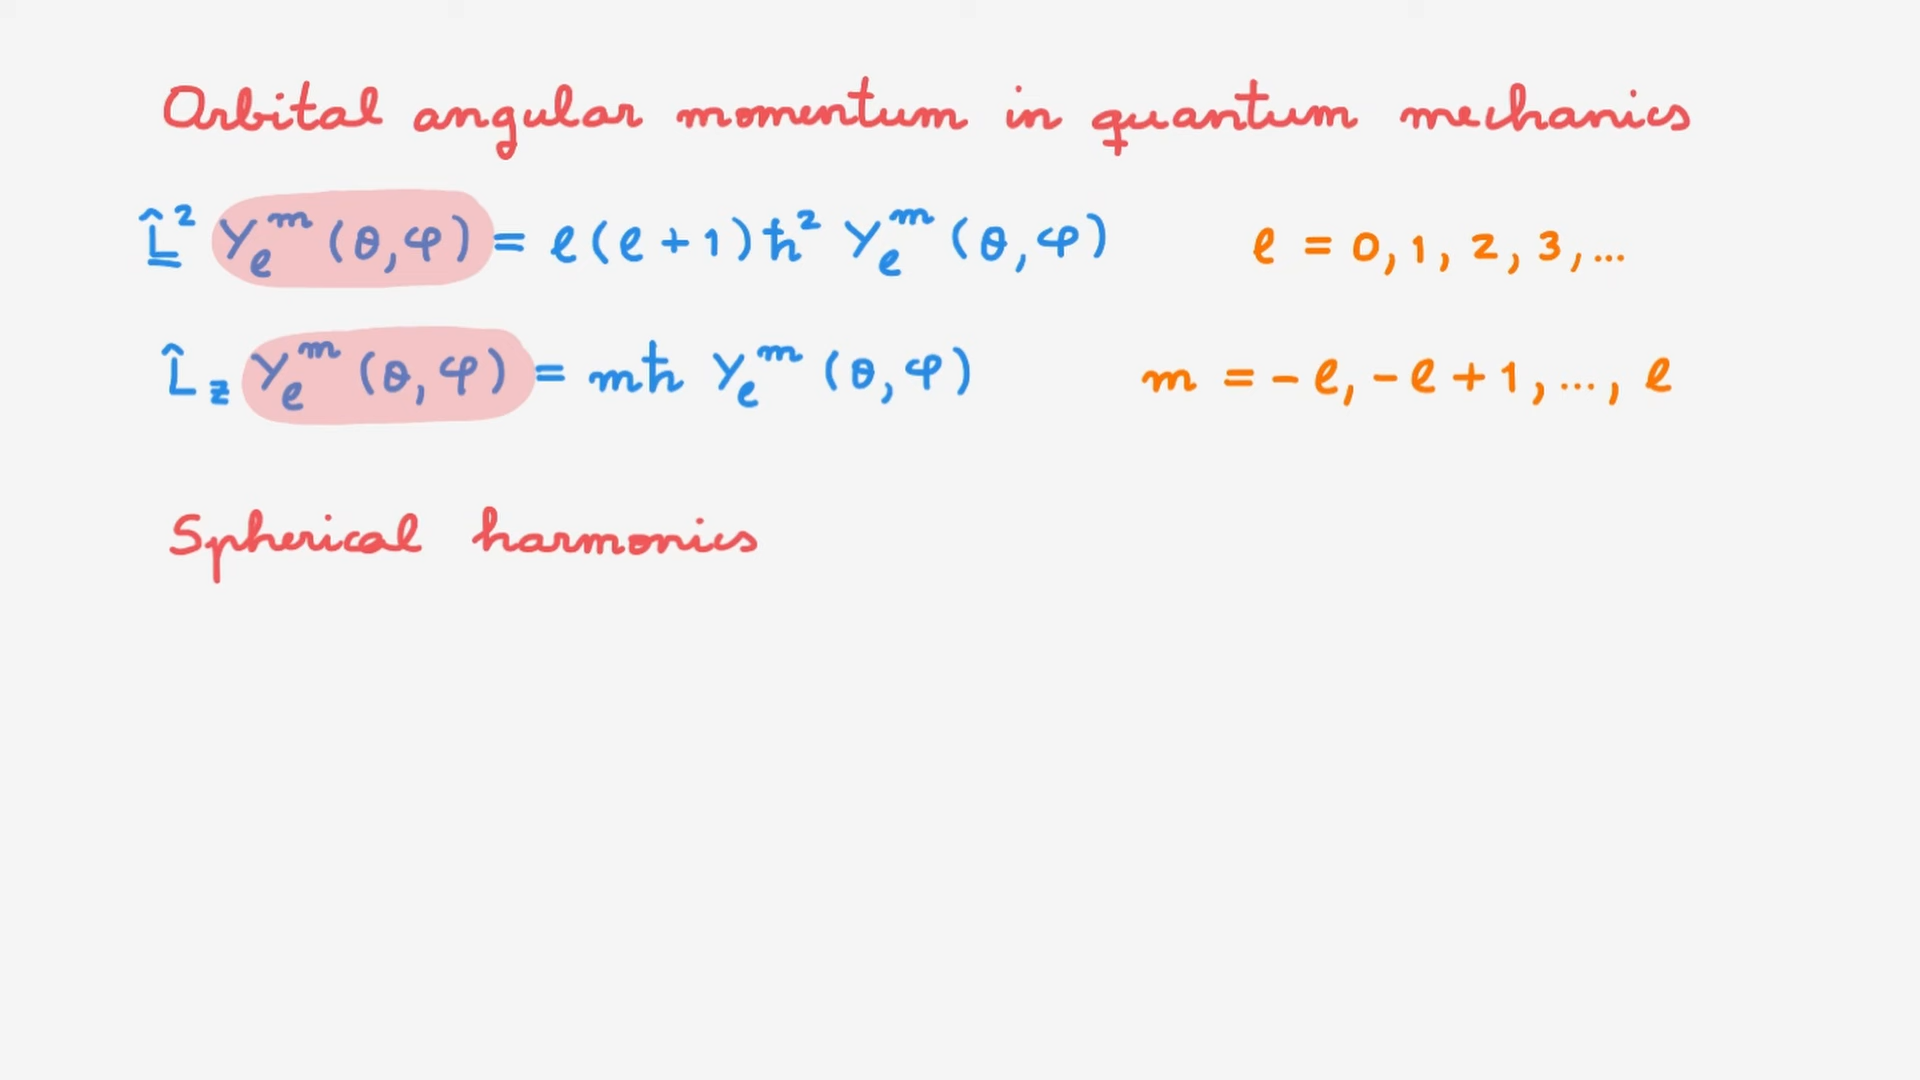 Orbital angular momentum in quantum mechanics
L̂² Yₗᵐ(θ,φ) = ℓ(ℓ+1)ħ² Yₗᵐ(θ,φ) ℓ = 0, 1, 2, 3, ...
L̂z Yₗᵐ(θ,φ) = mħ Yₗᵐ(θ,φ) m = -ℓ, -ℓ+1, ..., ℓ
Spherical harmonics